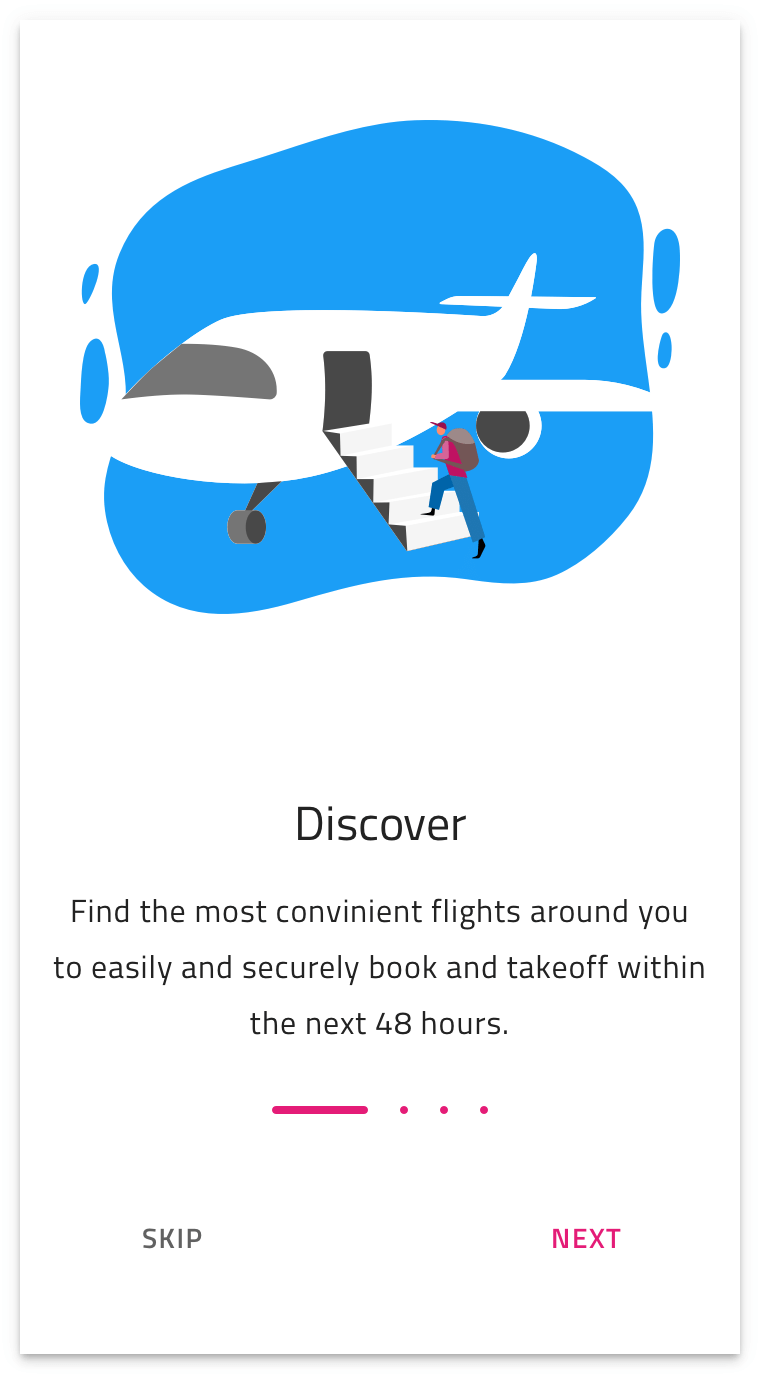 Discover
Find the most convinient flights around you
to easily and securely book and takeoff within
the next 48 hours.
SKIP
NEXT